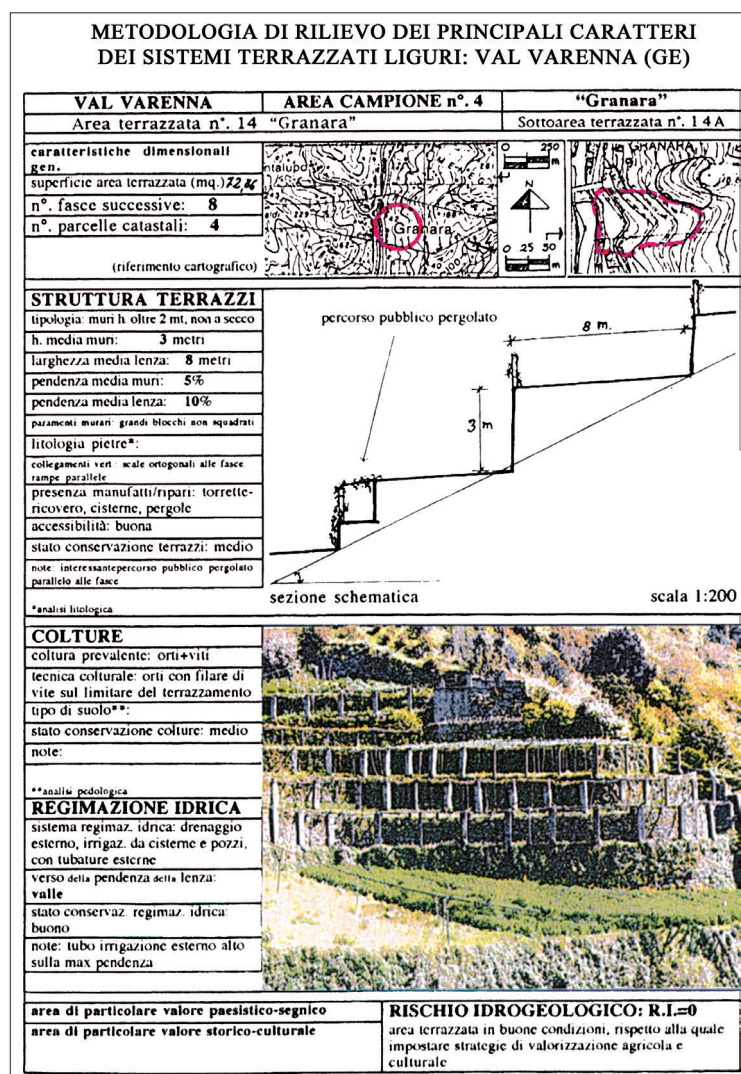 METODOLOGIA DI RILIEVO DEI PRINCIPALI CARATTERI
DEI SISTEMI TERRAZZATI LIGURI: VAL VARENNA (GE)
VAL VARENNA
AREA CAMPIONE n°. 4
“Granara”
Area terrazzata n°. 14 “Granara”
Sottoarea terrazzata n°. 14A
caratteristiche dimensionali
gen.
superficie area terrazzata (mq.)
n°. fasce successive: 8
n°. parcelle catastali: 4
(riferimento cartografico)
Granara
0 250
m
N
0 25 50
m
GRANARA
STRUTTURA TERRAZZI
tipologia: muri h. oltre 2 mt, non a secco
h. media muri: 3 metri
larghezza media lenza: 8 metri
pendenza media muri: 5%
pendenza media lenza: 10%
paramenti murari: grandi blocchi non squadrati
litologia pietre*:
collegamenti vert.: scale ortogonali alle fasce,
rampe parallele
presenza manufatti/ripari: torrette-
ricovero, cisterne, pergole
accessibilità: buona
stato conservazione terrazzi: medio
note: interessantepercorso pubblico pergolato
parallelo alle fasce
*analisi litologica
percorso pubblico pergolato
8 m.
3 m
sezione schematica
scala 1:200
COLTURE
coltura prevalente: orti+viti
tecnica colturale: orti con filare di
vite sul limitare del terrazzamento
tipo di suolo**:
stato conservazione colture: medio
note:
**analisi pedologica
REGIMAZIONE IDRICA
sistema regimaz. idrica: drenaggio
esterno, irrigaz. da cisterne e pozzi,
con tubature esterne
verso della pendenza della lenza:
valle
stato conservaz. regimaz. idrica:
buono
note: tubo irrigazione esterno alto
sulla max pendenza
area di particolare valore paesistico-segnico
area di particolare valore storico-culturale
RISCHIO IDROGEOLOGICO: R.I.=0
area terrazzata in buone condizioni, rispetto alla quale
impostare strategie di valorizzazione agricola e
culturale